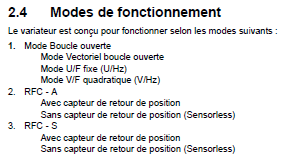 2.4 Modes de fonctionnement
Le variateur est conçu pour fonctionner selon les modes suivants :
1. Mode Boucle ouverte
Mode Vectoriel boucle ouverte
Mode U/F fixe (U/Hz)
Mode V/F quadratique (V/Hz)
2. RFC - A
Avec capteur de retour de position
Sans capteur de retour de position (Sensorless)
3. RFC - S
Avec capteur de retour de position
Sans capteur de retour de position (Sensorless)